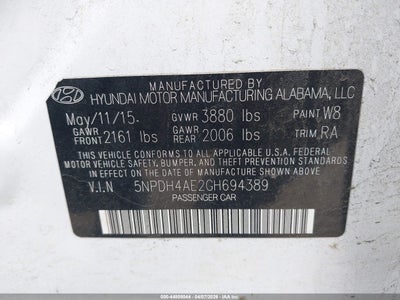 MANUFACTURED BY
HYUNDAI MOTOR MANUFACTURING ALABAMA, LLC
May/11/15 GVWR 3880 lbs PAINT W8
GAWR FRONT 2161 lbs GAWR REAR 2006 lbs TRIM RA
THIS VEHICLE CONFORMS TO ALL APPLICABLE FEDERAL
MOTOR VEHICLE SAFETY, BUMPER, AND THEFT PREVENTION STANDARDS
IN EFFECT ON THE DATE OF MANUFACTURE SHOWN ABOVE.
V.I.N 5NPDH4AE2GH694389
PASSENGER CAR